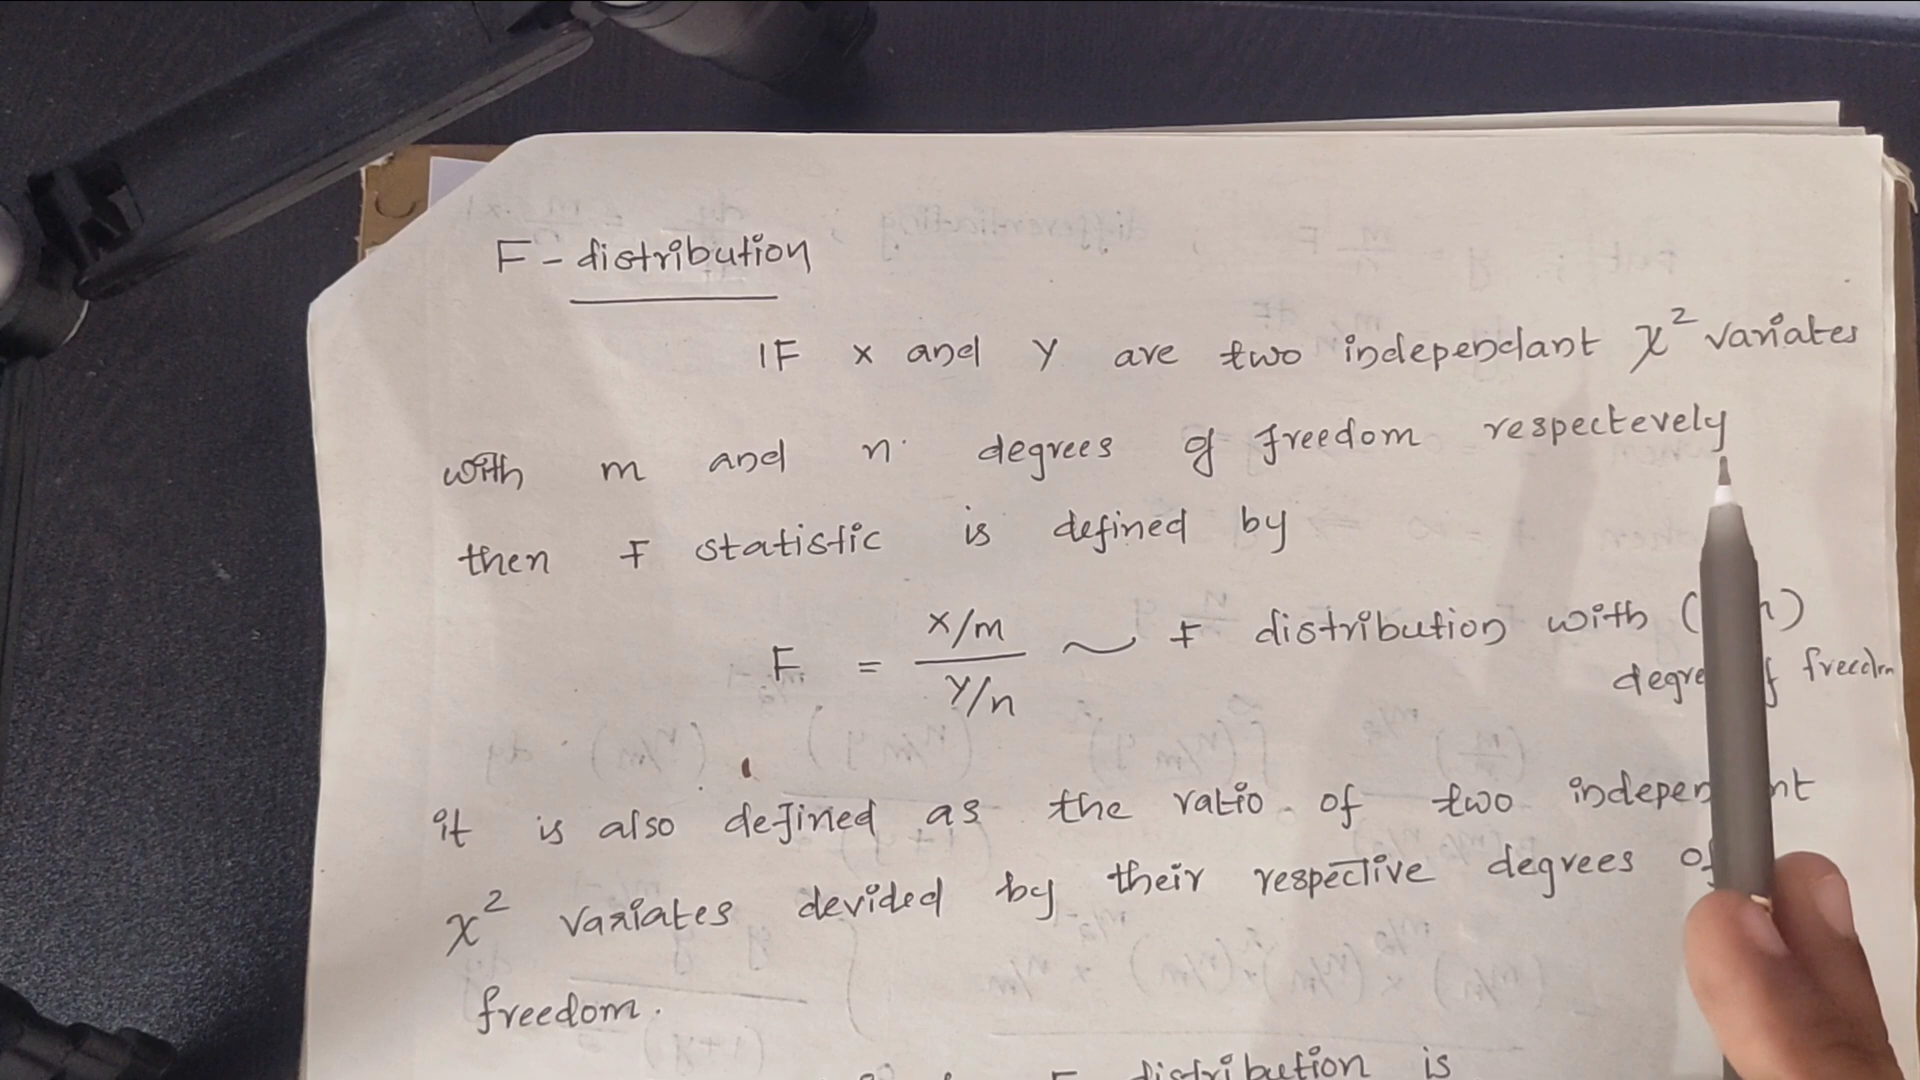 F - distribution
IF x and y are two independant χ² variates
with m and n degrees of freedom respectevely
then F statistic is defined by
F = (X/m)/(Y/n) ~ F distribution with
freedm
it is also defined as the ratio of two
χ² variates devided by their respective degrees
freedom.
distribution is